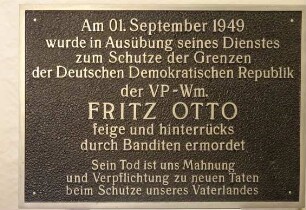 Am 01. September 1949
wurde in Ausübung seines Dienstes
zum Schutze der Grenzen
der Deutschen Demokratischen Republik
der VP-Wm.
FRITZ OTTO
feige und hinterrücks
durch Banditen ermordet
Sein Tod ist uns Mahnung
und Verpflichtung zu neuen Taten
beim Schutze unseres Vaterlandes